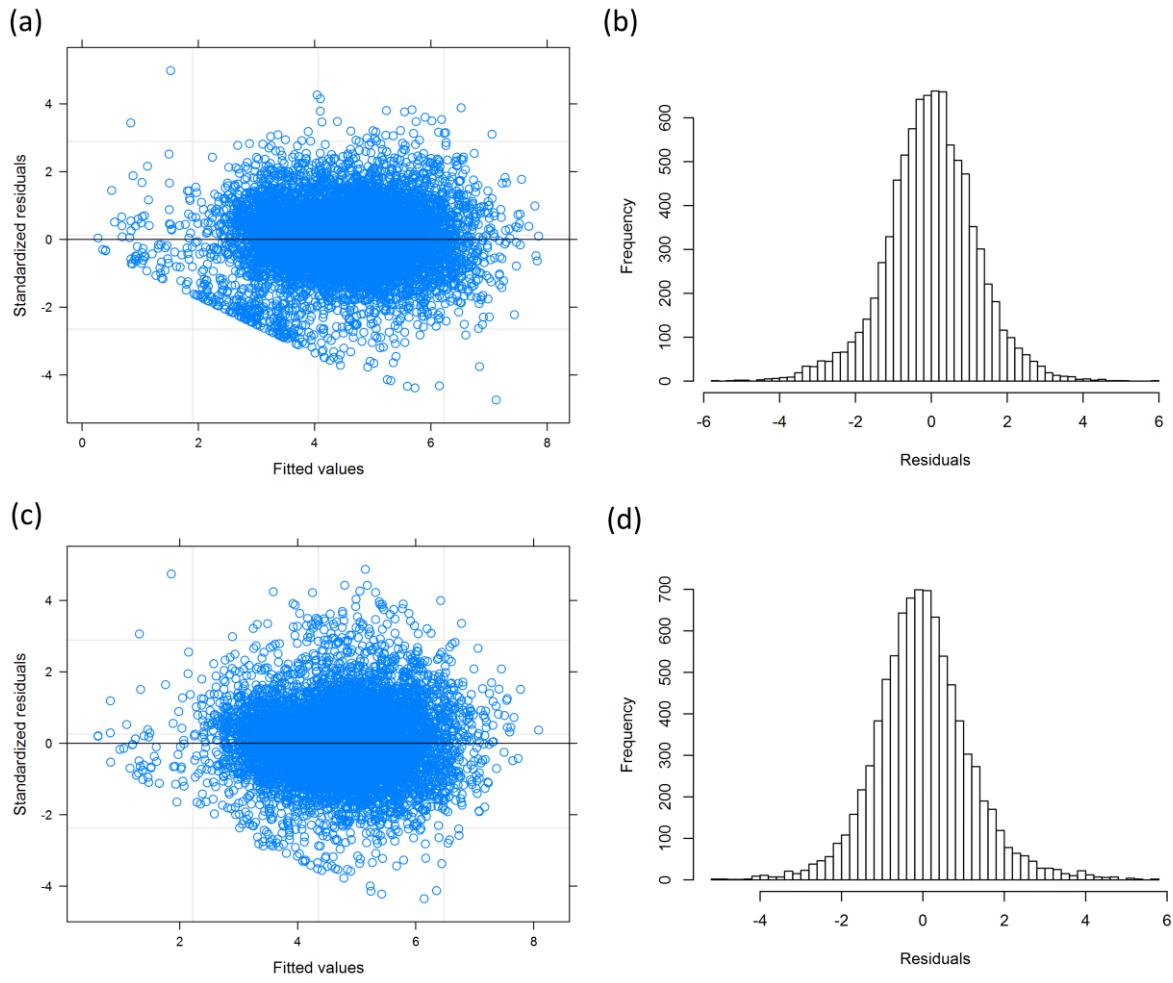 (a)
Standardized residuals
4
2
0
-2
-4
0 2 4 6 8
Fitted values
(b)
Frequency
600
500
400
300
200
100
0
-6 -4 -2 0 2 4 6
Residuals
(c)
Standardized residuals
4
2
0
-2
-4
2 4 6 8
Fitted values
(d)
Frequency
700
600
500
400
300
200
100
0
-4 -2 0 2 4 6
Residuals